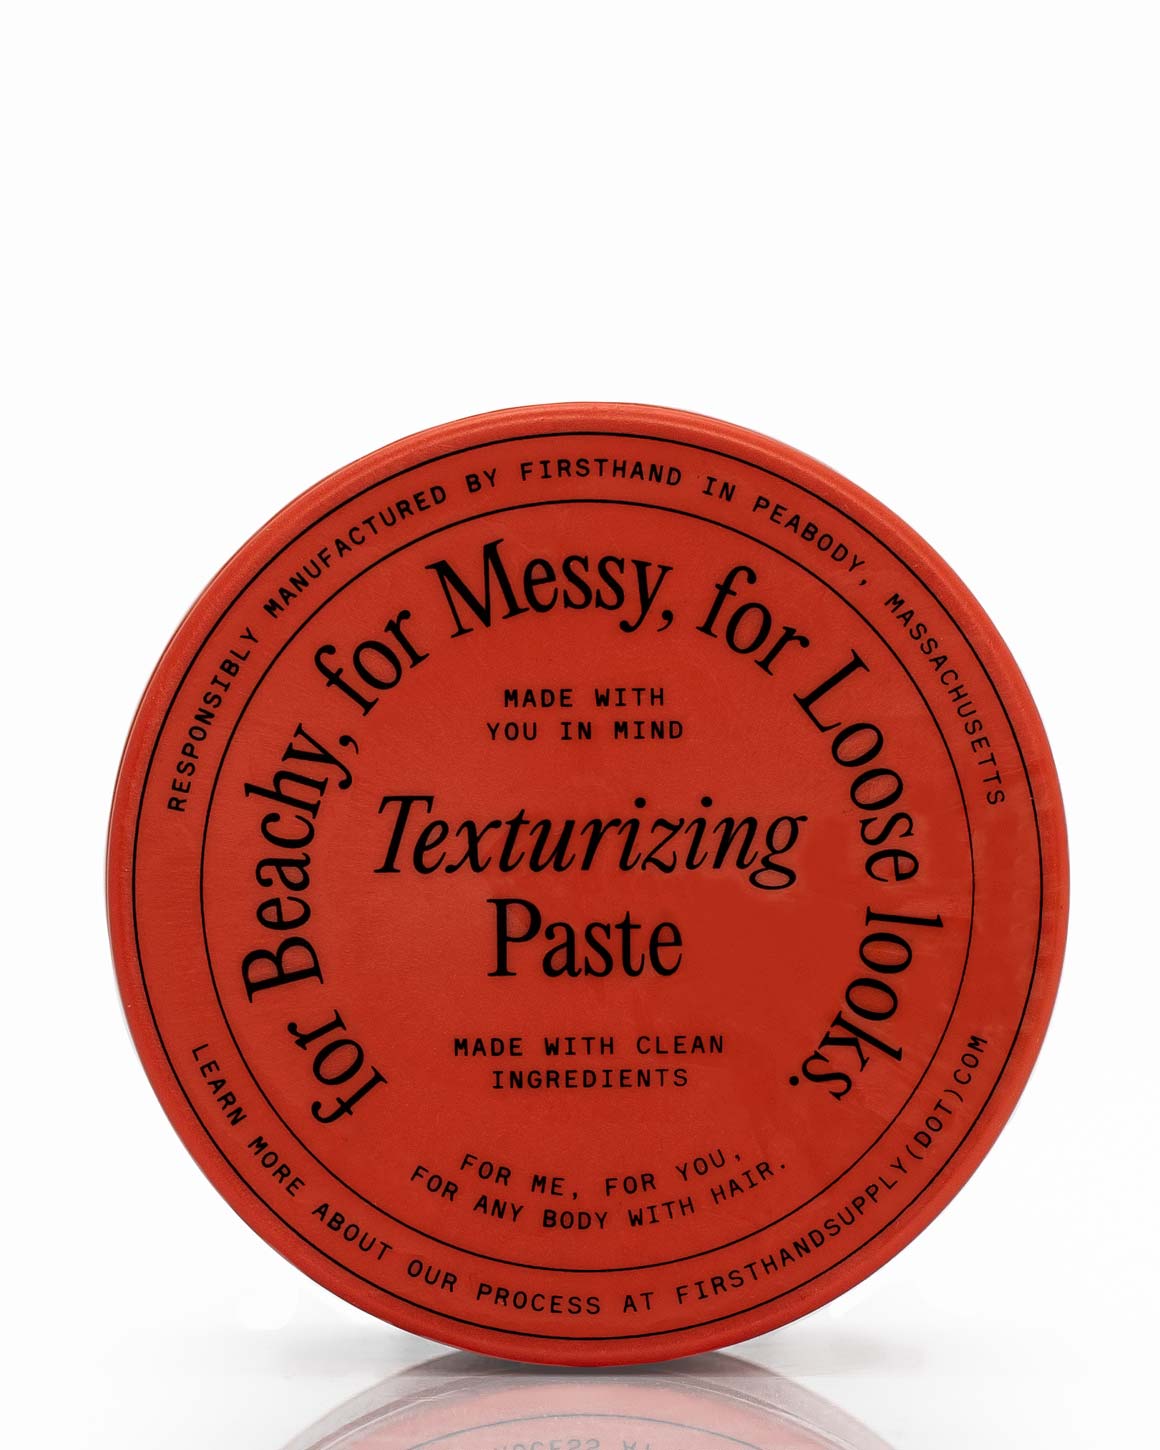 RESPONSIBLY MANUFACTURED BY FIRSTHAND IN PEABODY, MASSACHUSETTS
for Beachy, for Messy, for Loose looks.
MADE WITH
YOU IN MIND
Texturizing
Paste
MADE WITH CLEAN
INGREDIENTS
FOR ME, FOR YOU,
FOR ANY BODY WITH HAIR.
LEARN MORE ABOUT OUR PROCESS AT FIRSTHANDSUPPLY(DOT)COM